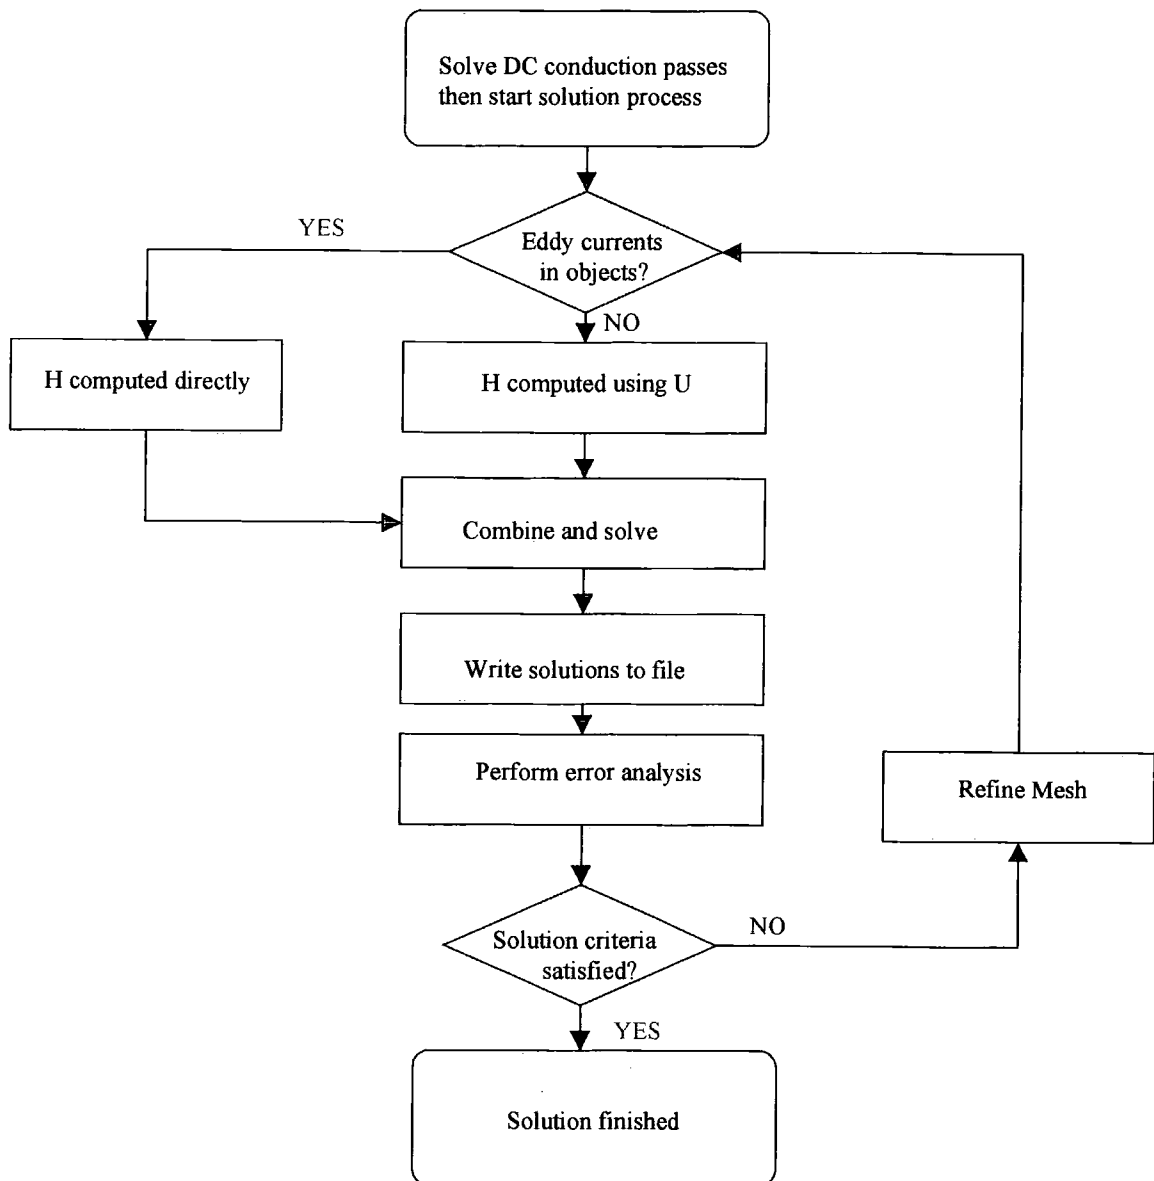 Solve DC conduction passes
then start solution process
YES
Eddy currents
in objects?
NO
H computed directly
H computed using U
Combine and solve
Write solutions to file
Perform error analysis
Refine Mesh
NO
Solution criteria
satisfied?
YES
Solution finished